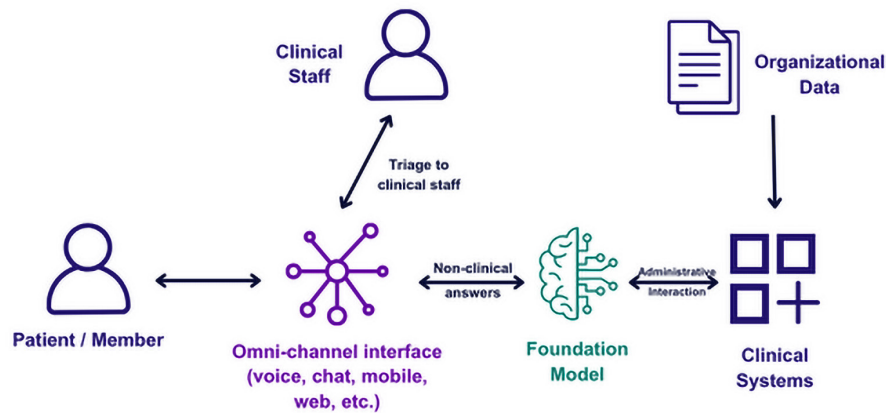 Clinical
Staff
Organizational
Data
Triage to
clinical staff
Non-clinical
answers
Administrative
Interaction
Patient / Member
Omni-channel interface
(voice, chat, mobile,
web, etc.)
Foundation
Model
Clinical
Systems